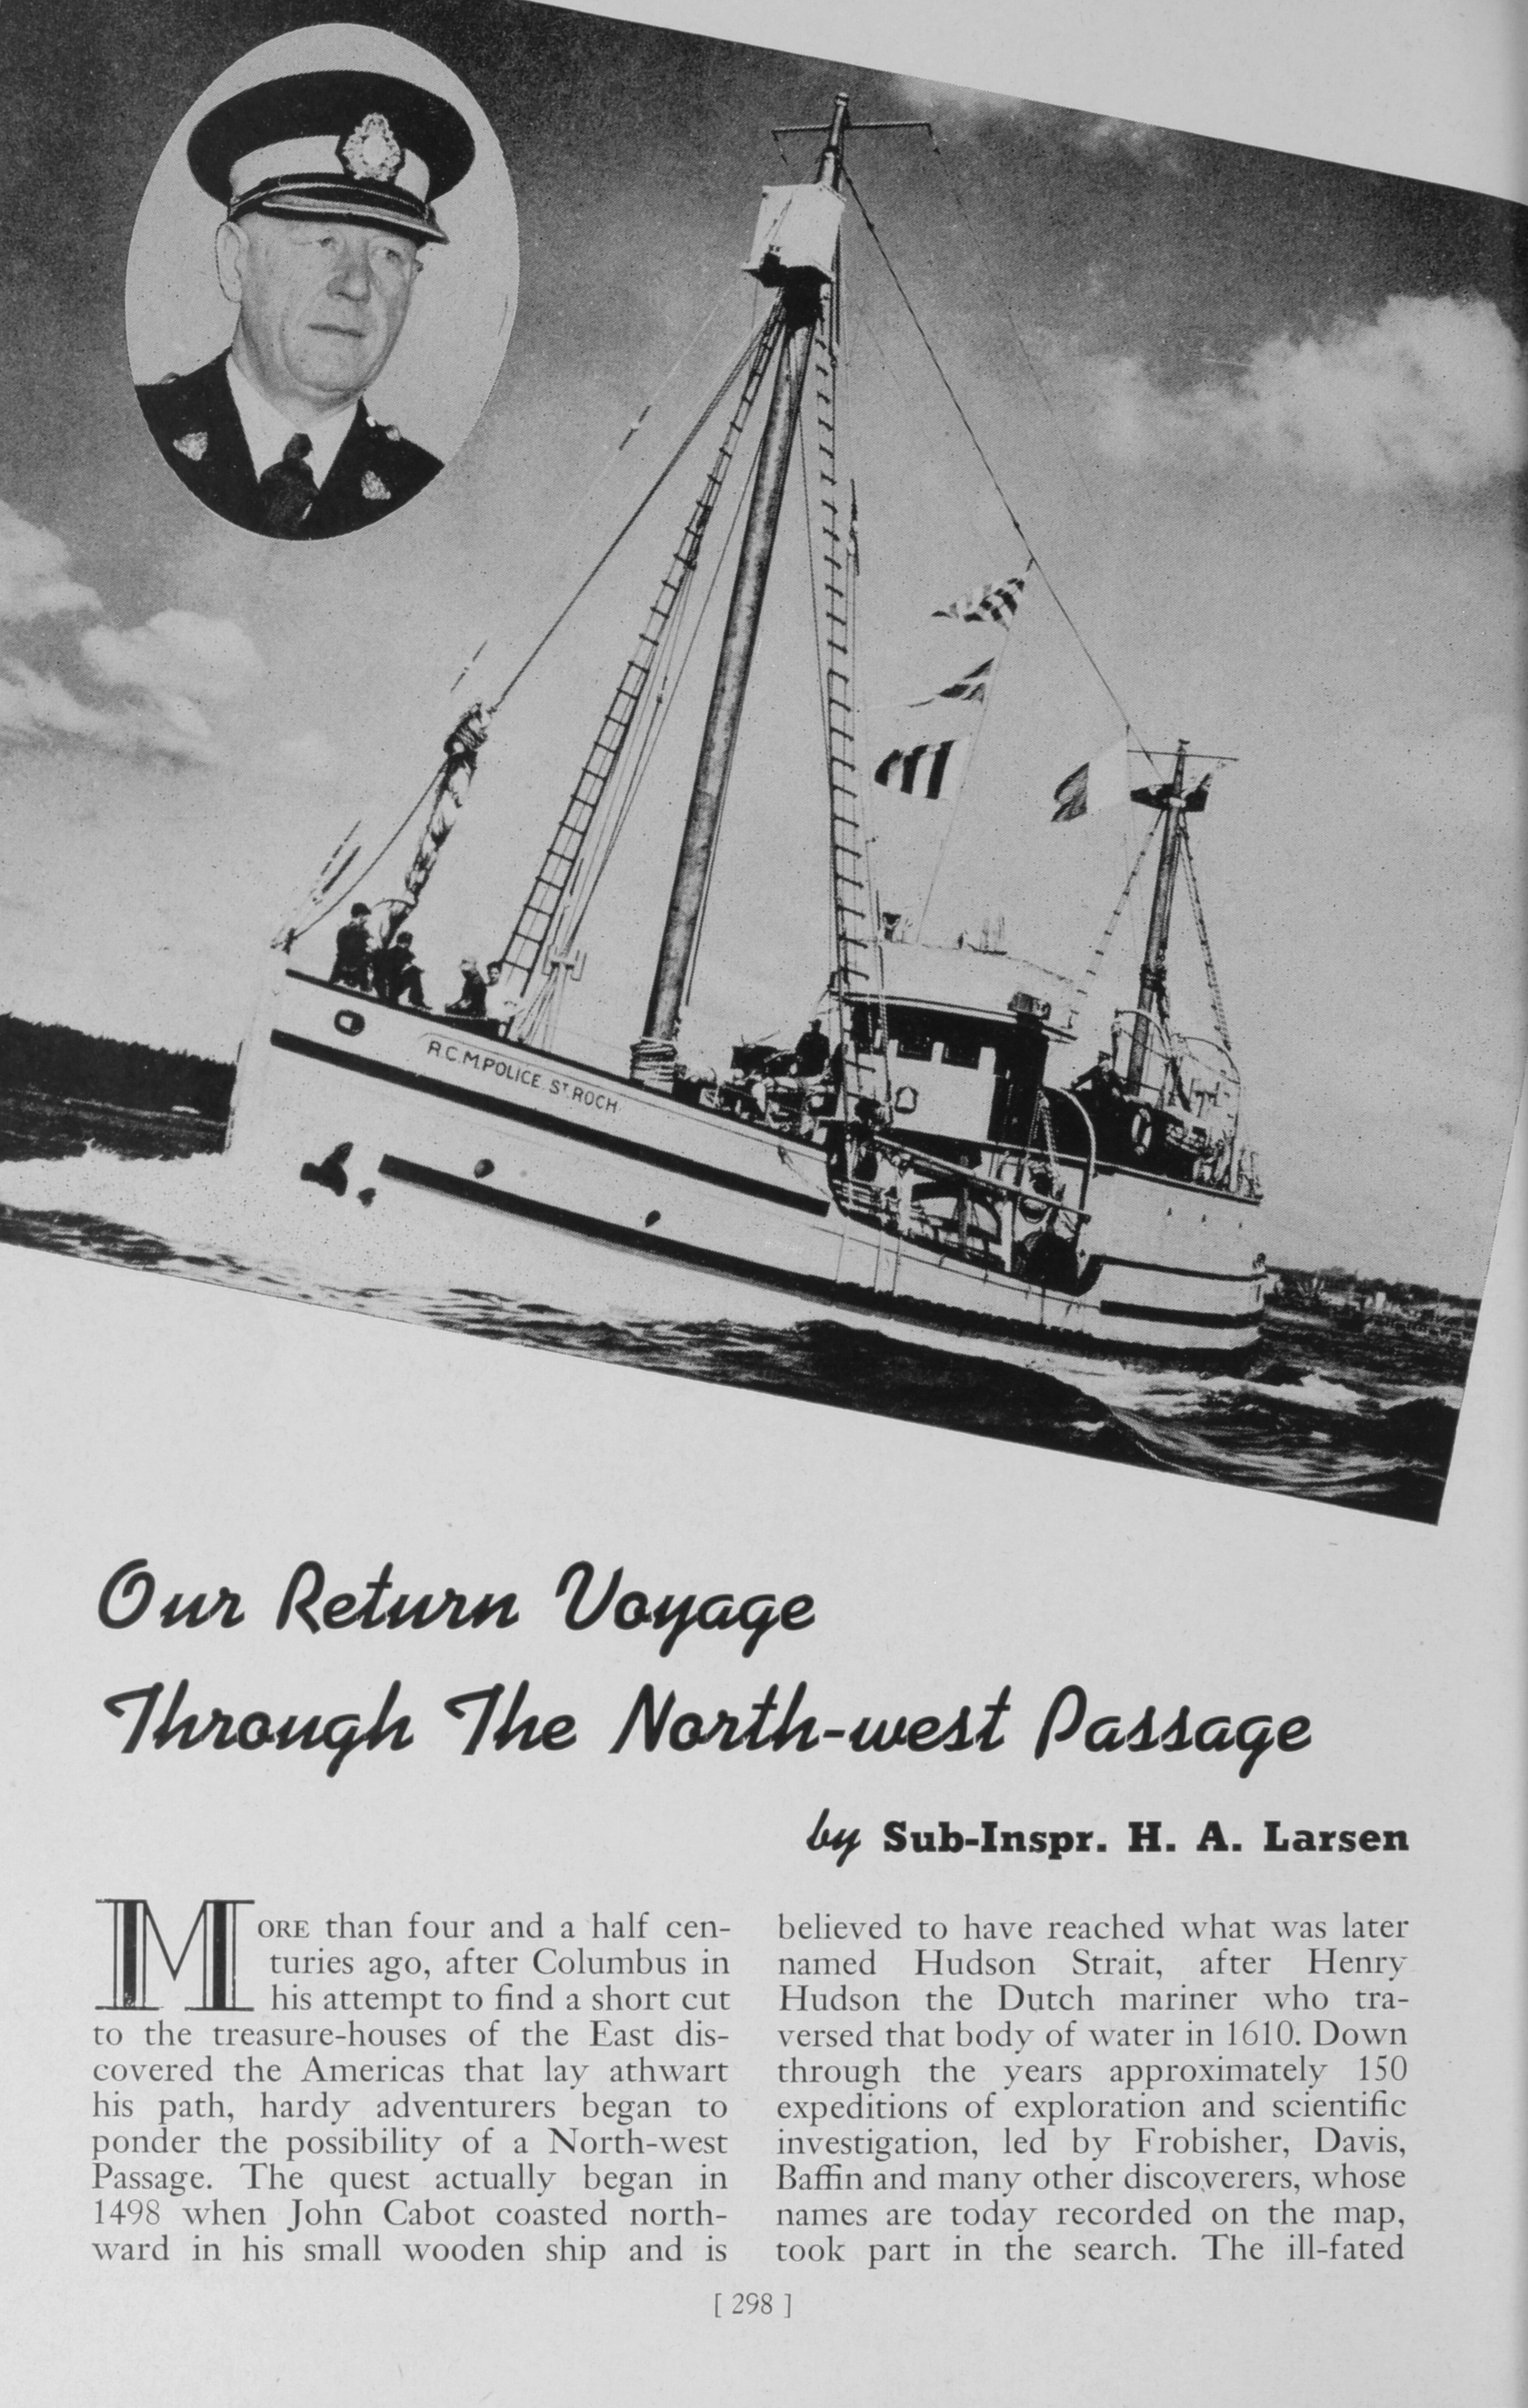 R.C.M.POLICE. ST. ROCH.
Our Return Voyage
Through The North-west Passage
by Sub-Inspr. H. A. Larsen
MORE than four and a half cen-
turies ago, after Columbus in
his attempt to find a short cut
to the treasure-houses of the East dis-
covered the Americas that lay athwart
his path, hardy adventurers began to
ponder the possibility of a North-west
Passage. The quest actually began in
1498 when John Cabot coasted north-
ward in his small wooden ship and is
believed to have reached what was later
named Hudson Strait, after Henry
Hudson the Dutch mariner who tra-
versed that body of water in 1610. Down
through the years approximately 150
expeditions of exploration and scientific
investigation, led by Frobisher, Davis,
Baffin and many other discoverers, whose
names are today recorded on the map,
took part in the search. The ill-fated
[ 298 ]